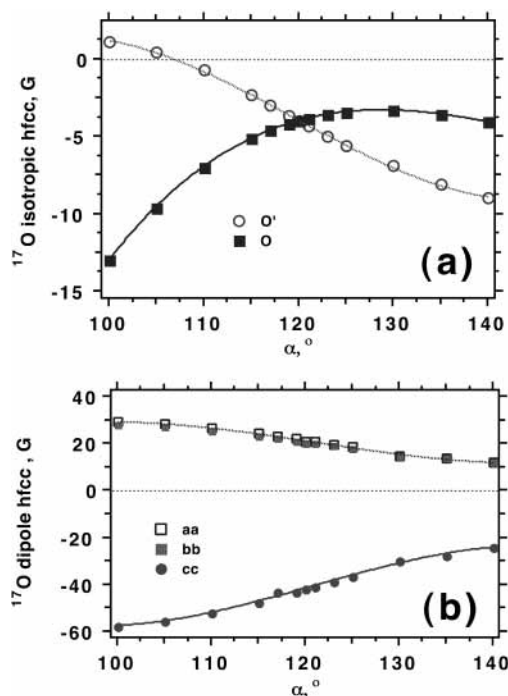 ¹⁷O isotropic hfcc, G
0
-5
-10
-15
O'
O
(a)
100 110 120 130 140
α, °
¹⁷O dipole hfcc , G
40
20
0
-20
-40
-60
aa
bb
cc
(b)
100 110 120 130 140
α, °